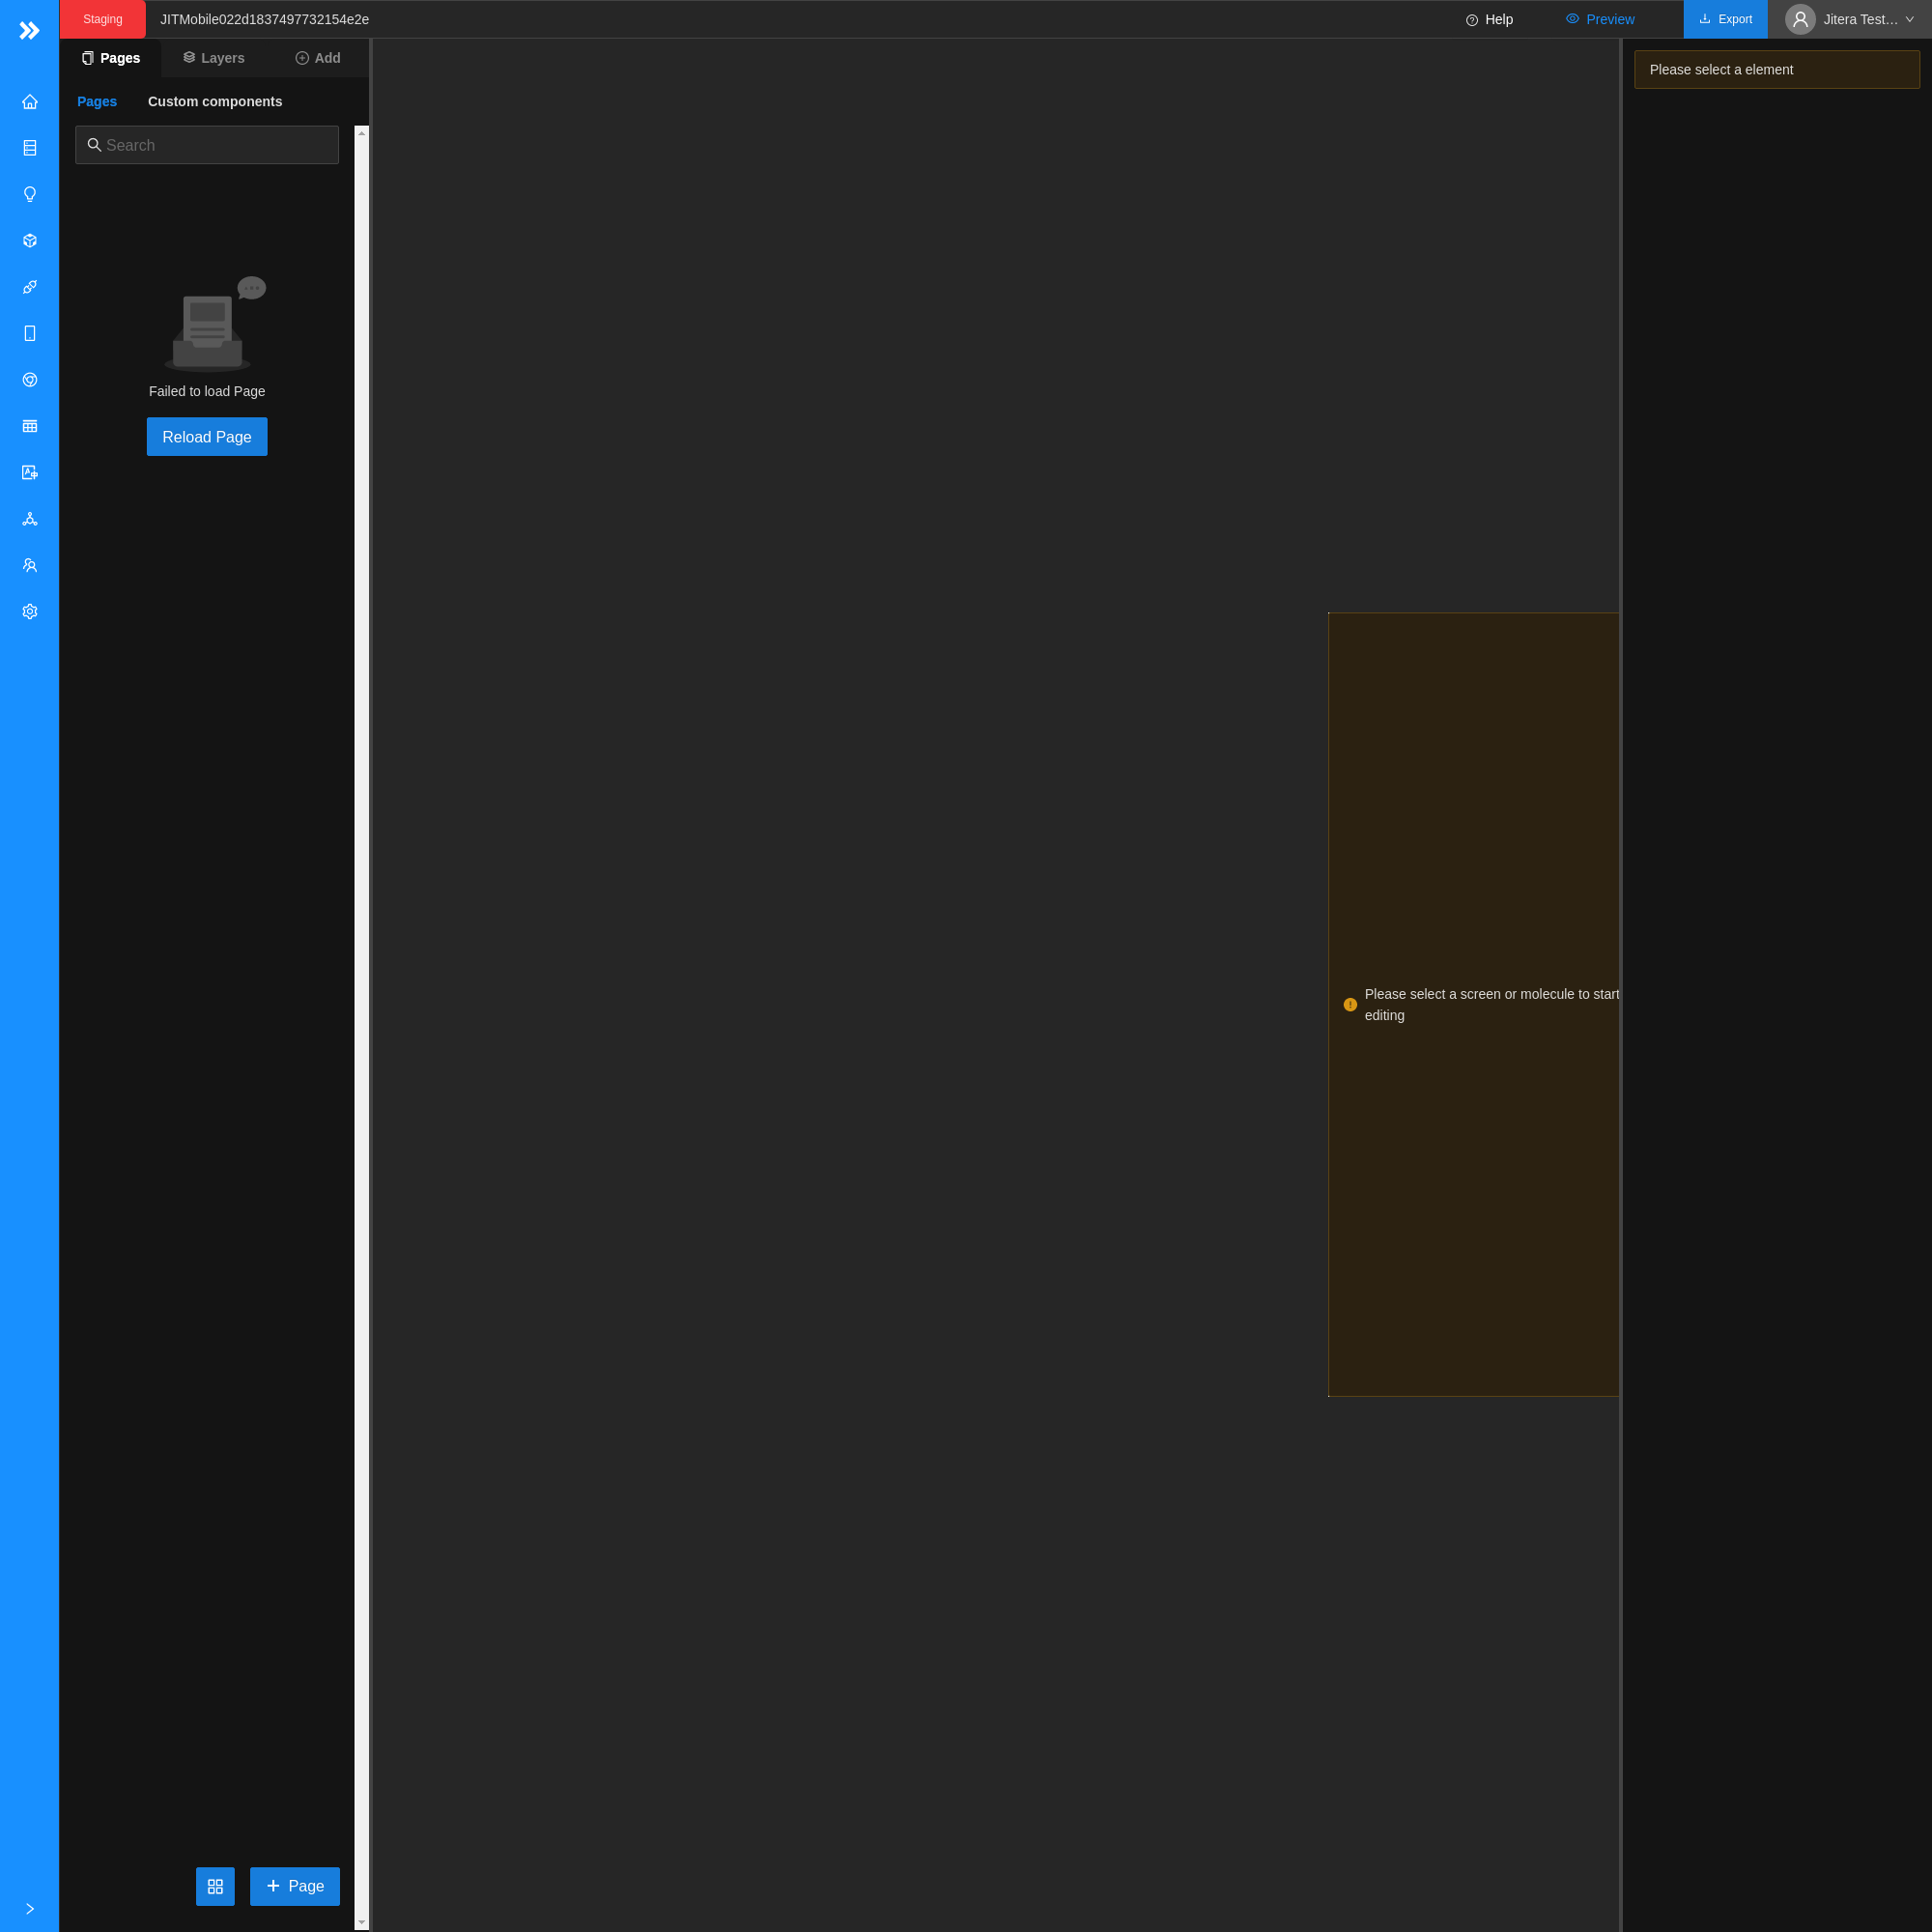 Staging
JITMobile022d1837497732154e2e
Help
Preview
Export
Jitera Test…
Pages
Layers
Add
Please select a element
Pages
Custom components
Search
Failed to load Page
Reload Page
Please select a screen or molecule to start
editing
Page